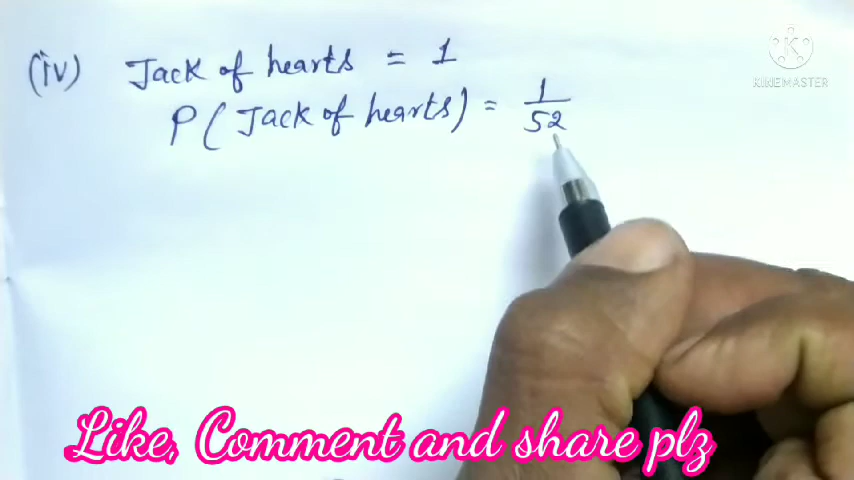 (iv) Jack of hearts = 1
P(Jack of hearts) = 1/52
KINEMASTER
Like, Comment and share plz